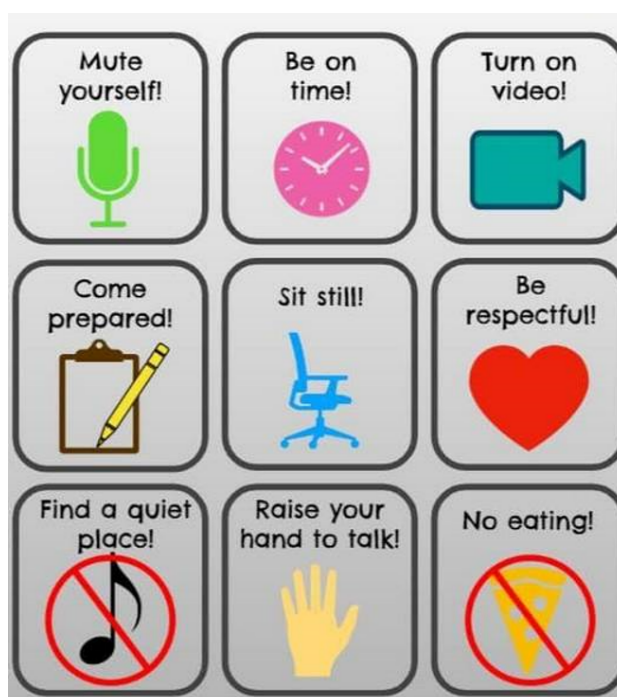 Mute
yourself!
Be on
time!
Turn on
video!
Come
prepared!
Sit still!
Be
respectful!
Find a quiet
place!
Raise your
hand to talk!
No eating!